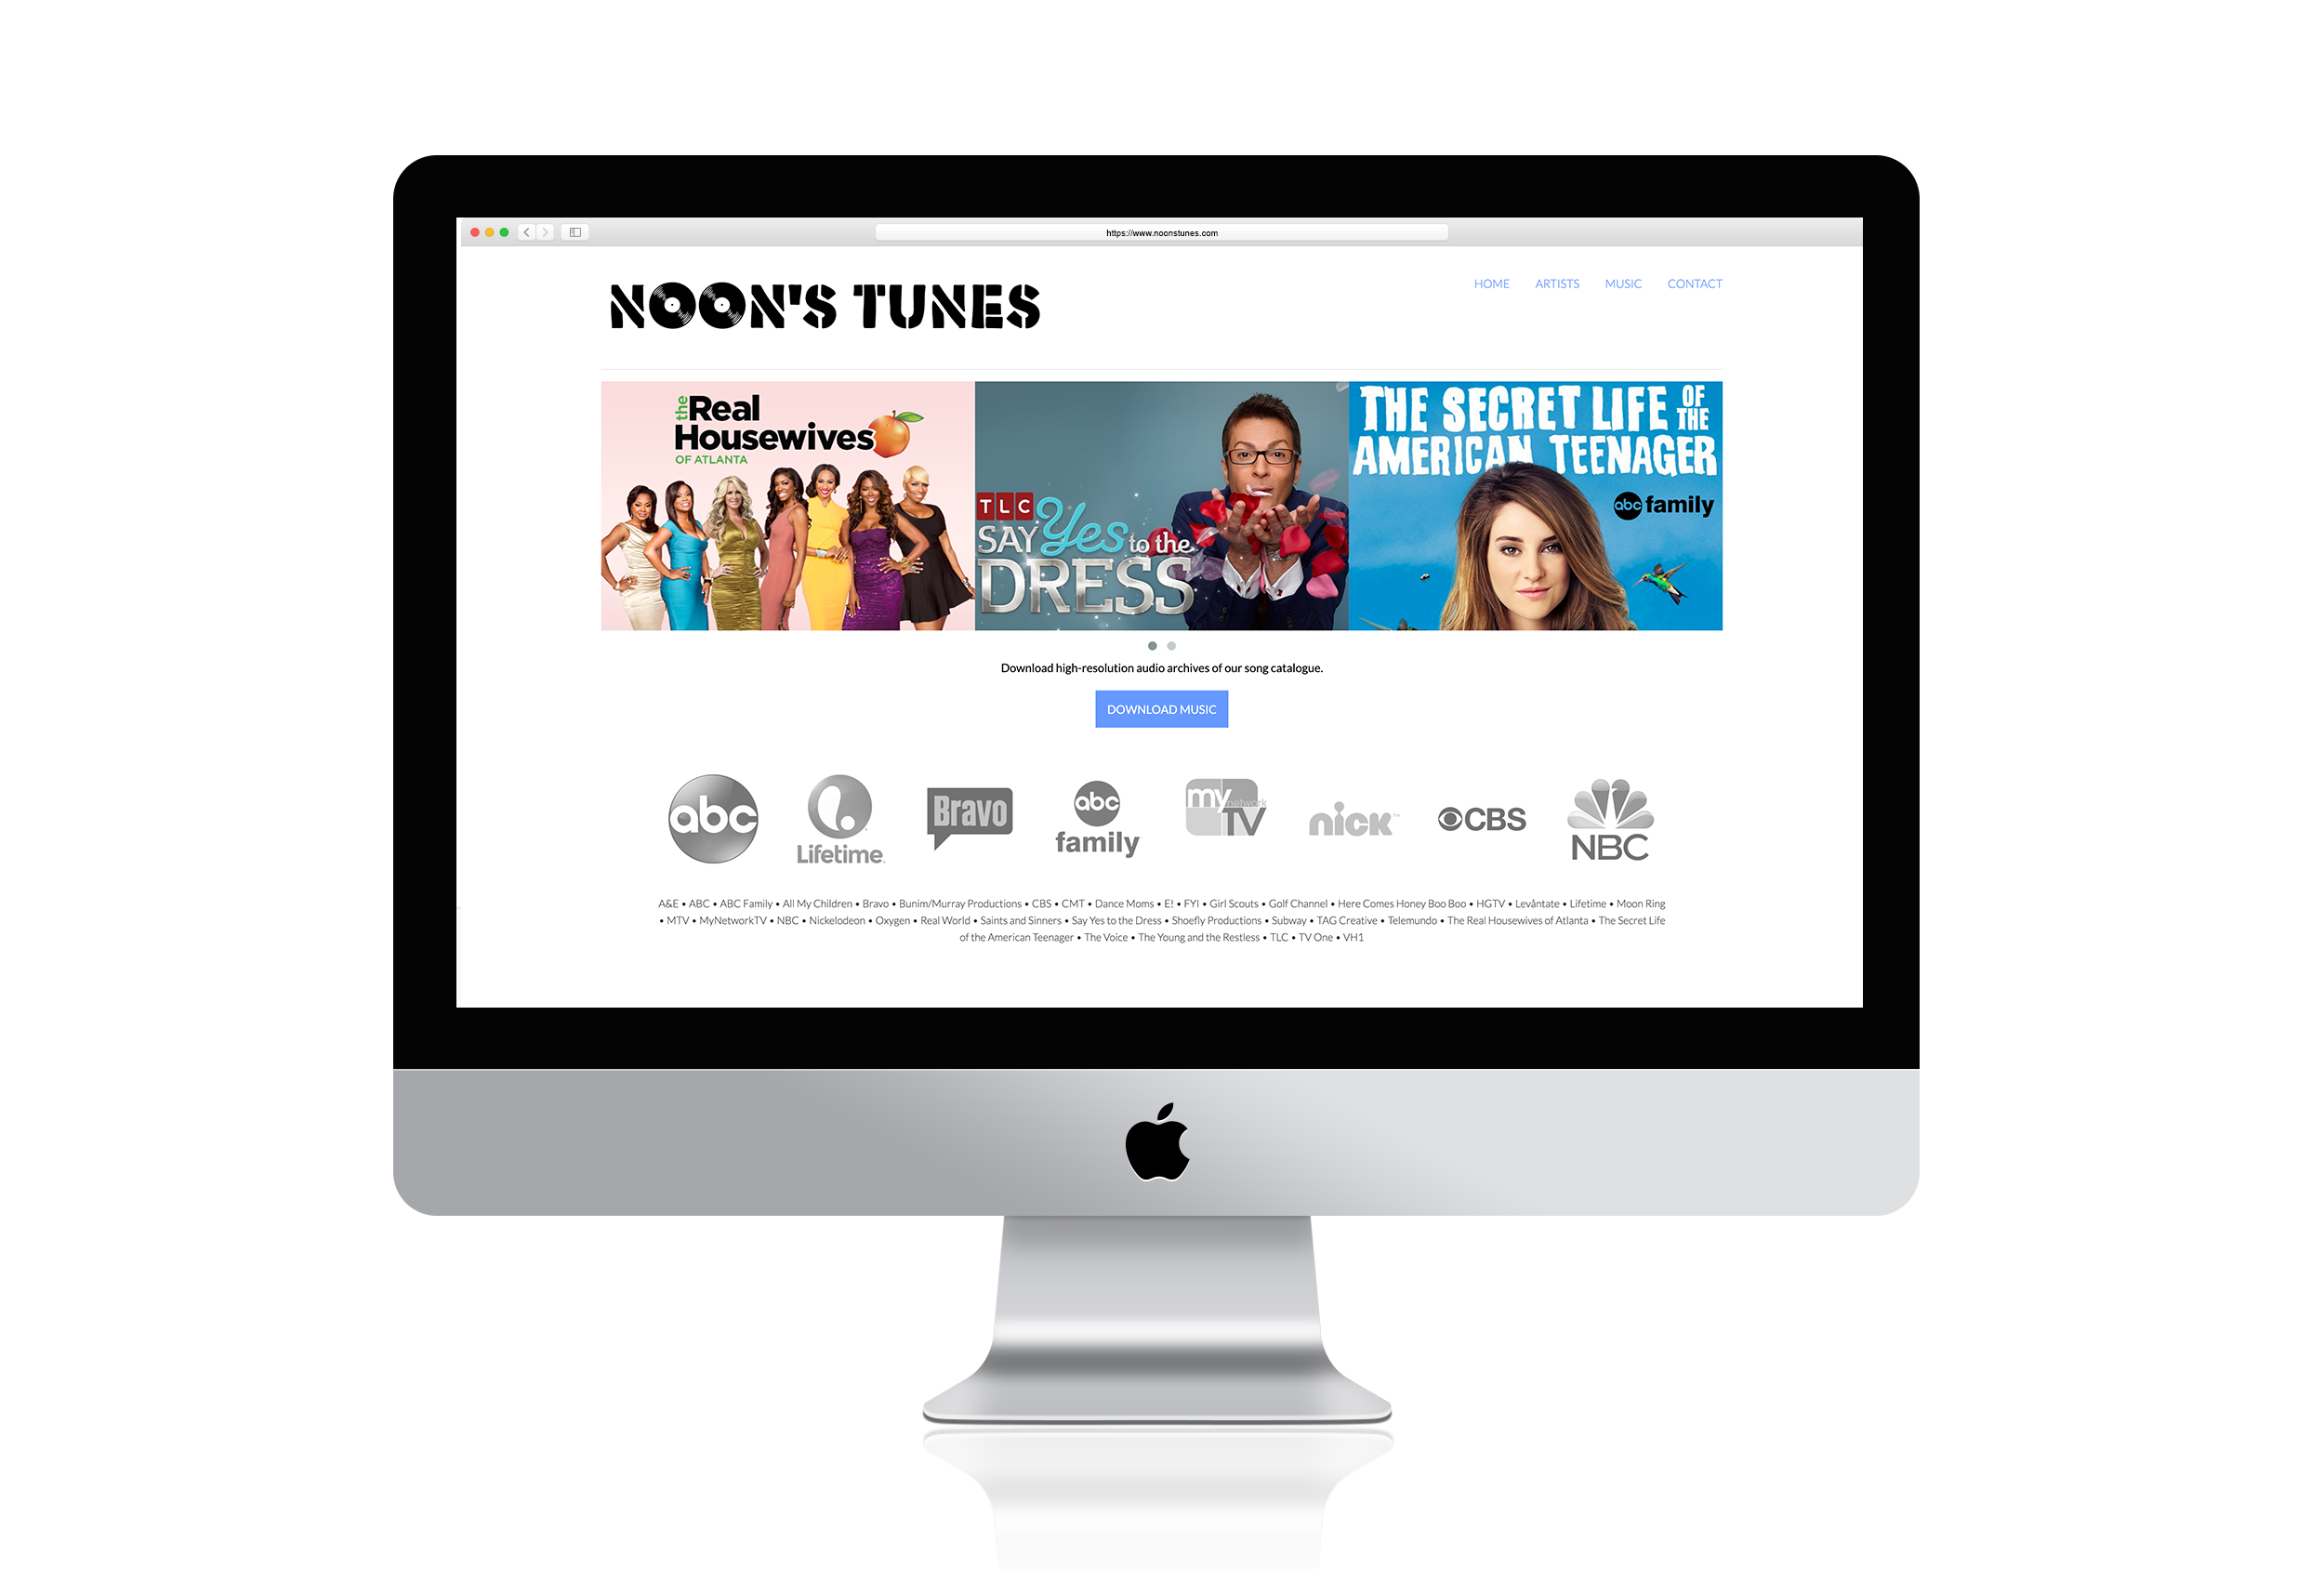 https://www.noonstunes.com
NOON'S TUNES
HOME ARTISTS MUSIC CONTACT
the Real
Housewives
OF ATLANTA
TLC
SAY Yes to the
DRESS
THE SECRET LIFE OF THE
AMERICAN TEENAGER
abc family
Download high-resolution audio archives of our song catalogue.
DOWNLOAD MUSIC
abc
Lifetime
Bravo
abc
family
my network
TV
nick™
CBS
NBC
A&E • ABC • ABC Family • All My Children • Bravo • Bunim/Murray Productions • CBS • CMT • Dance Moms • E! • FYI • Girl Scouts • Golf Channel • Here Comes Honey Boo Boo • HGTV • Levântate • Lifetime • Moon Ring
• MTV • MyNetworkTV • NBC • Nickelodeon • Oxygen • Real World • Saints and Sinners • Say Yes to the Dress • Shoefly Productions • Subway • TAG Creative • Telemundo • The Real Housewives of Atlanta • The Secret Life
of the American Teenager • The Voice • The Young and the Restless • TLC • TV One • VH1